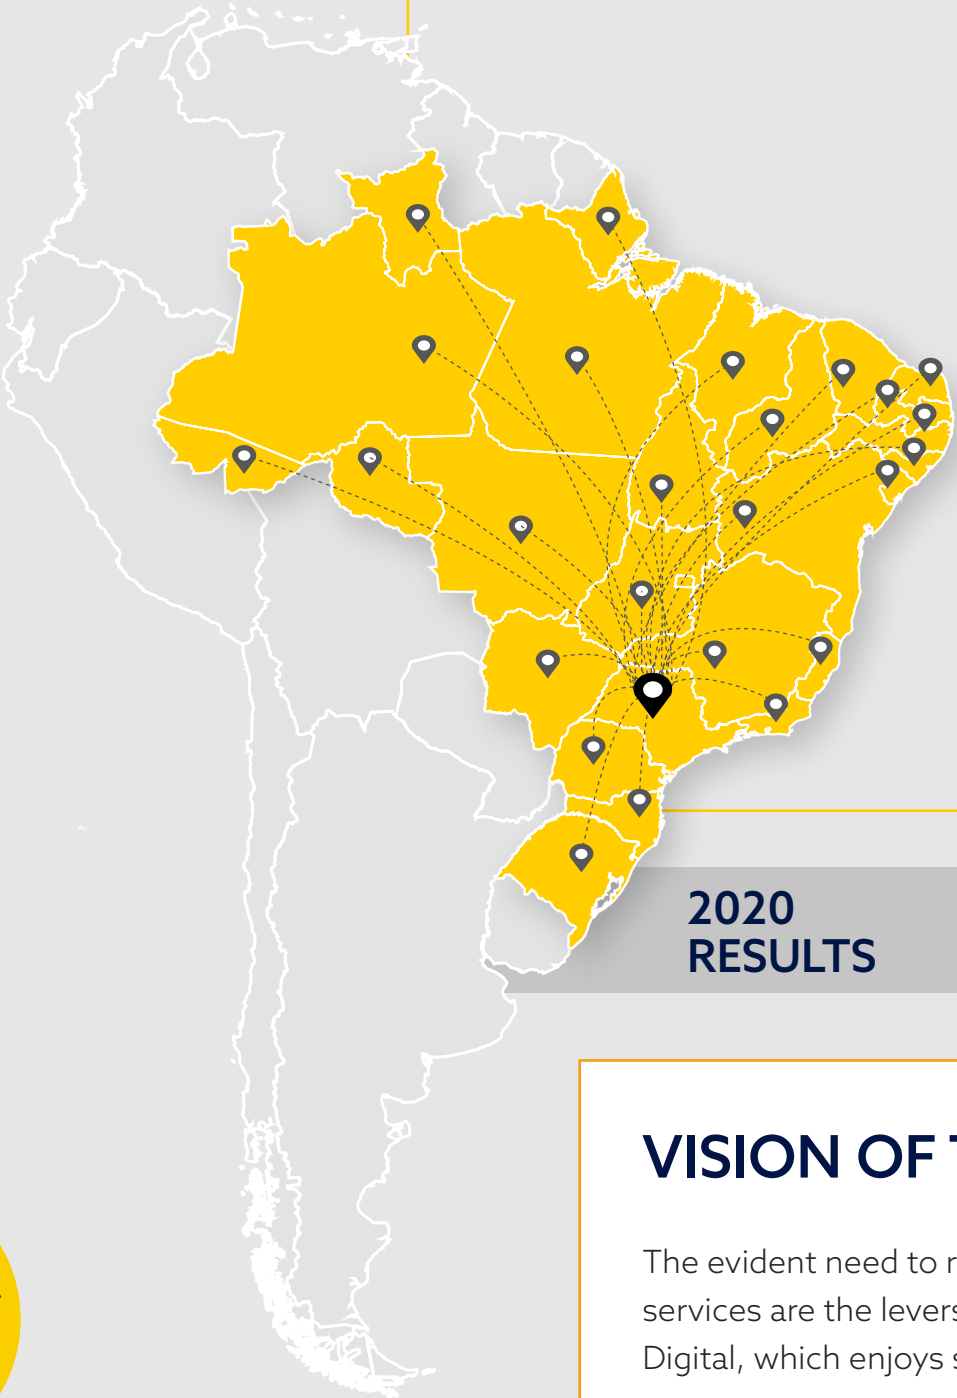 2020
RESULTS
VISION OF
The evident need to
services are the levers
Digital, which enjoys